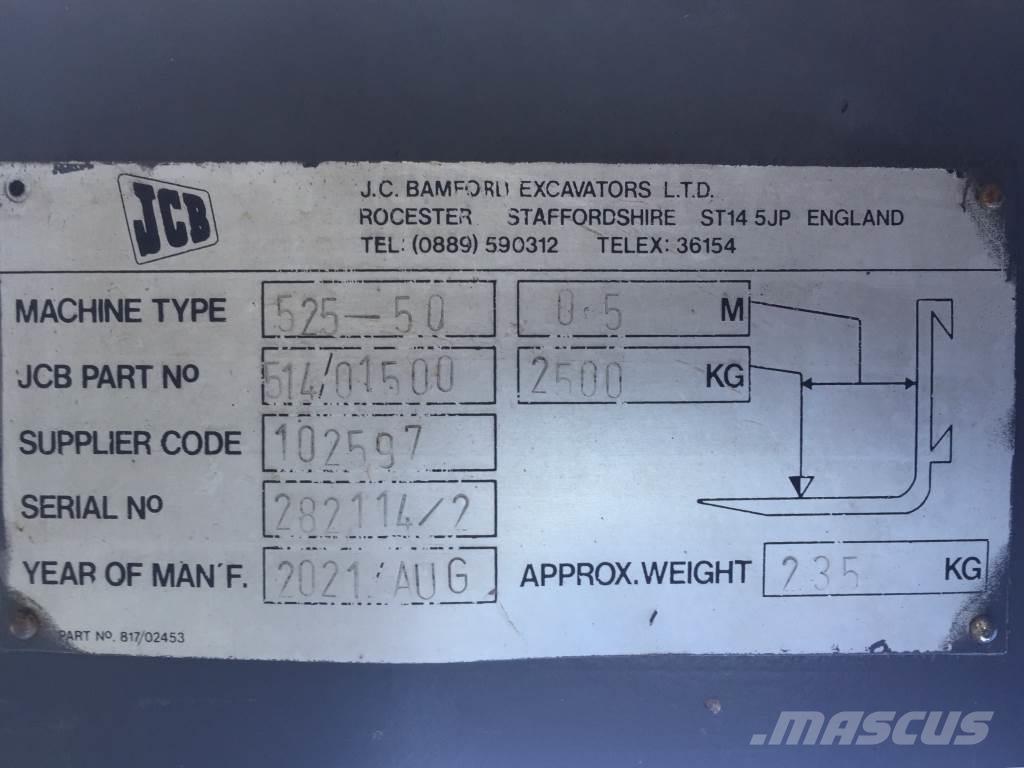 JCB
J.C. BAMFORD EXCAVATORS L.T.D.
ROCESTER STAFFORDSHIRE ST14 5JP ENGLAND
TEL: (0889) 590312 TELEX: 36154
MACHINE TYPE 525-50 0.5 M
JCB PART No 514/01500 2500 KG
SUPPLIER CODE 102597
SERIAL No 282114/2
YEAR OF MAN'F. 2021/AUG APPROX. WEIGHT 235 KG
PART No. 817/02453
.MASCUS